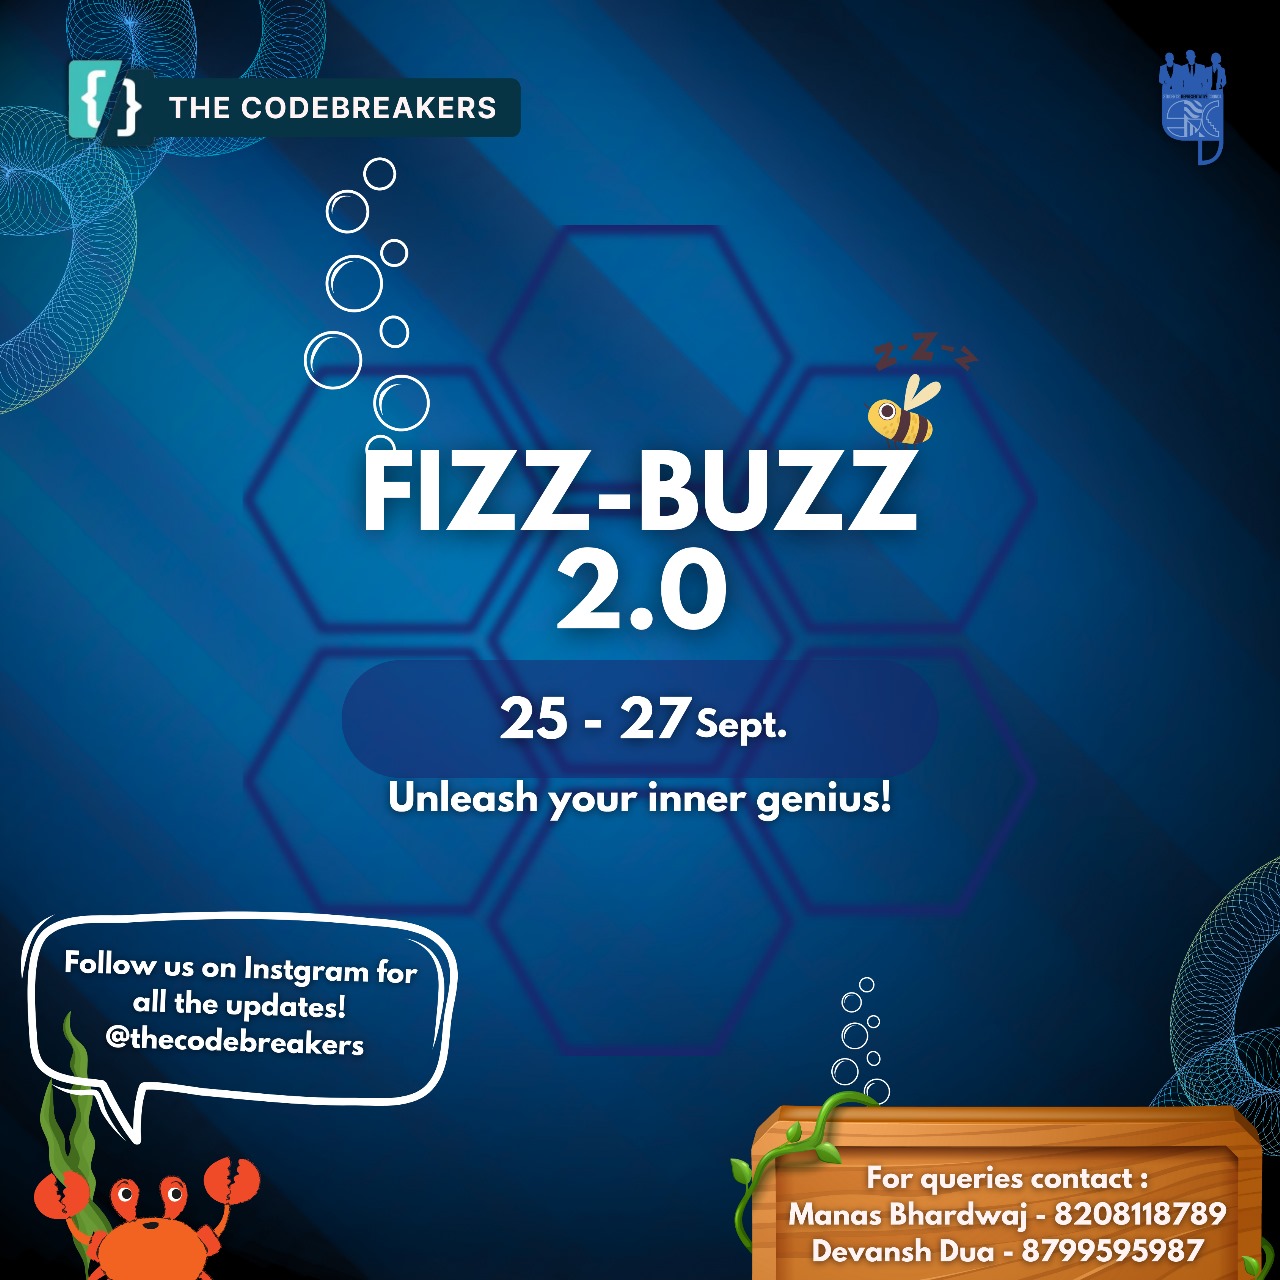 THE CODEBREAKERS
Z-Z-Z
FIZZ-BUZZ
2.0
25 - 27 Sept.
Unleash your inner genius!
Follow us on Instgram for
all the updates!
@thecodebreakers
For queries contact :
Manas Bhardwaj - 8208118789
Devansh Dua - 8799595987